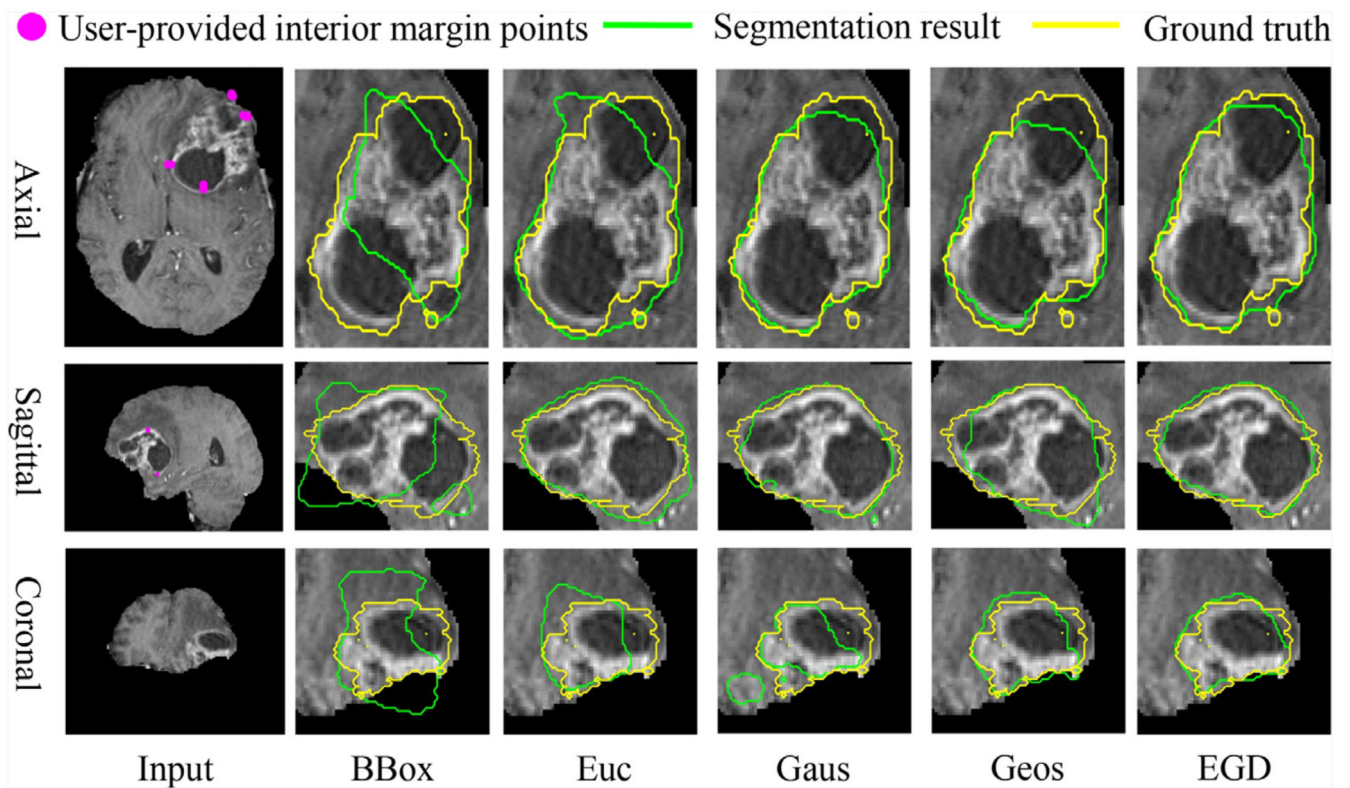 User-provided interior margin points Segmentation result Ground truth
Axial
Sagittal
Coronal
Input BBox Euc Gaus Geos EGD